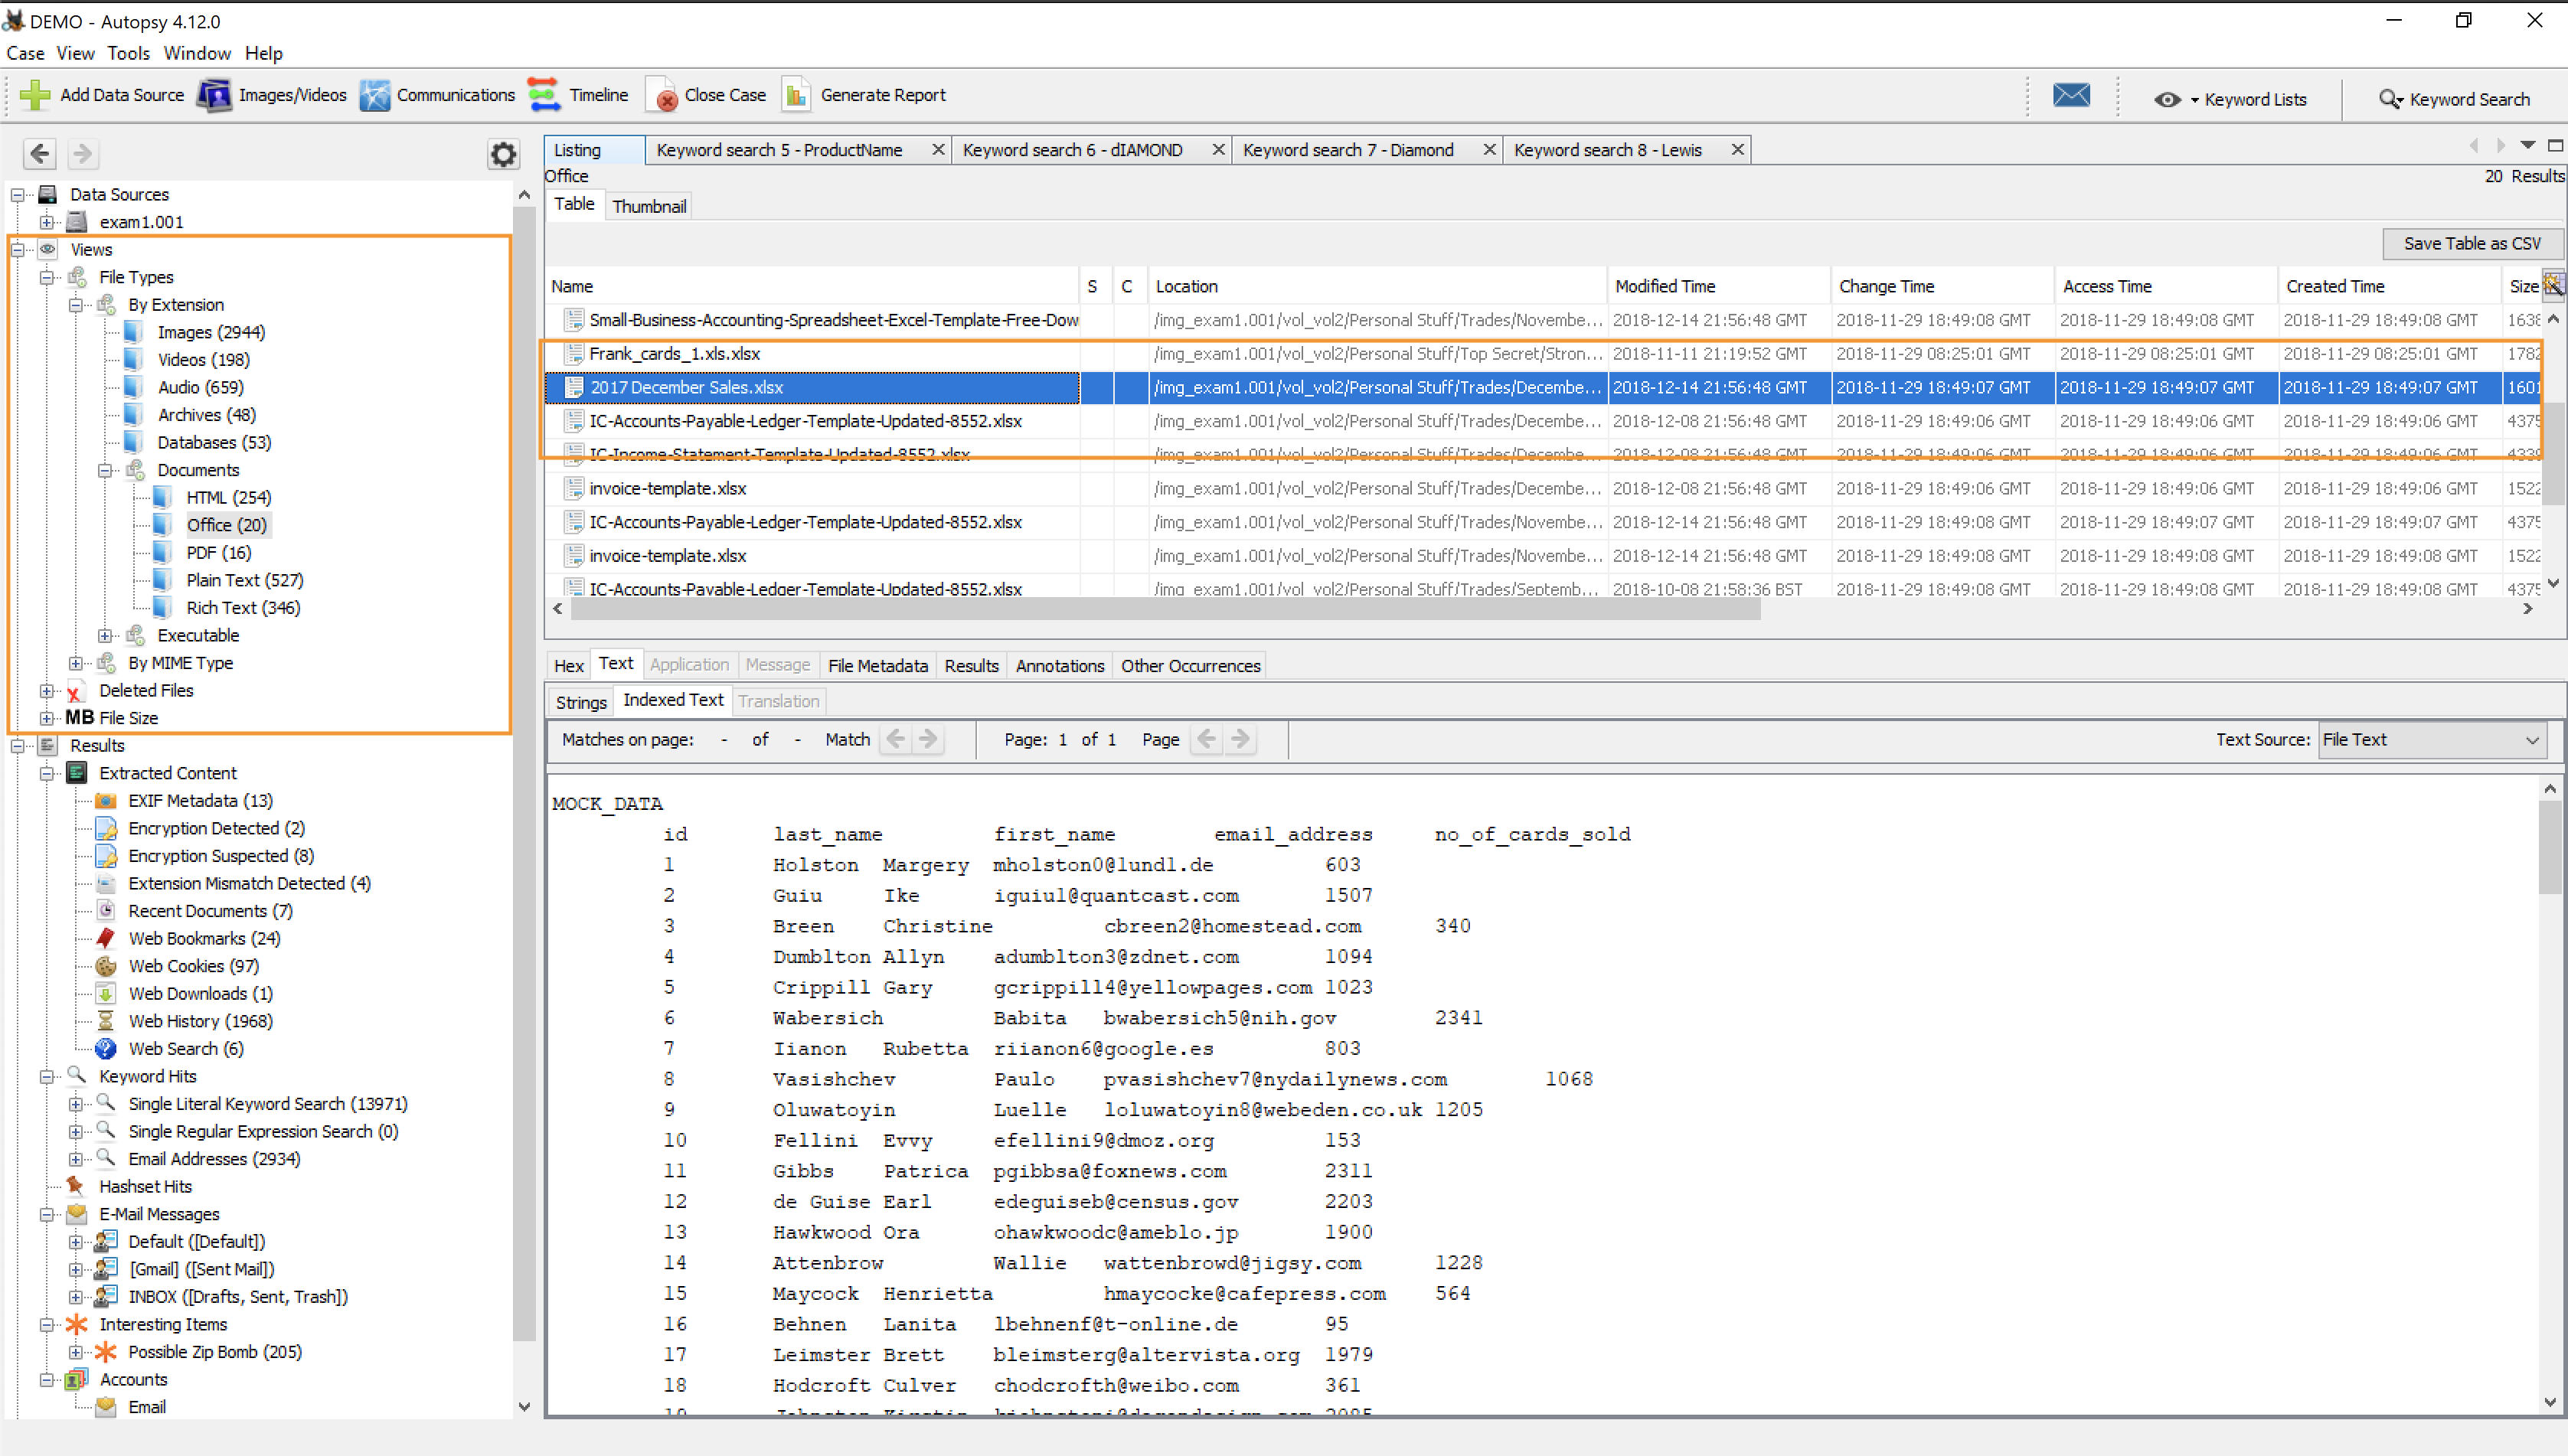 DEMO - Autopsy 4.12.0
Case View Tools Window Help
Add Data Source Images/Videos Communications Timeline Close Case Generate Report Keyword Lists Keyword Search
Data Sources
exam1.001
Views
File Types
By Extension
Images (2944)
Videos (198)
Audio (659)
Archives (48)
Databases (53)
Documents
HTML (254)
Office (20)
PDF (16)
Plain Text (527)
Rich Text (346)
Executable
By MIME Type
Deleted Files
MB File Size
Results
Extracted Content
EXIF Metadata (13)
Encryption Detected (2)
Encryption Suspected (8)
Extension Mismatch Detected (4)
Recent Documents (7)
Web Bookmarks (24)
Web Cookies (97)
Web Downloads (1)
Web History (1968)
Web Search (6)
Keyword Hits
Single Literal Keyword Search (13971)
Single Regular Expression Search (0)
Email Addresses (2934)
Hashset Hits
E-Mail Messages
Default ([Default])
[Gmail] ([Sent Mail])
INBOX ([Drafts, Sent, Trash])
Interesting Items
Possible Zip Bomb (205)
Accounts
Email
Listing Keyword search 5 - ProductName Keyword search 6 - dIAMOND Keyword search 7 - Diamond Keyword search 8 - Lewis
Office 20 Results
Table Thumbnail
Save Table as CSV
Name S C Location Modified Time Change Time Access Time Created Time Size
Small-Business-Accounting-Spreadsheet-Excel-Template-Free-Dow /img_exam1.001/vol_vol2/Personal Stuff/Trades/Novembe... 2018-12-14 21:56:48 GMT 2018-11-29 18:49:08 GMT 2018-11-29 18:49:08 GMT 2018-11-29 18:49:08 GMT 1638
Frank_cards_1.xls.xlsx /img_exam1.001/vol_vol2/Personal Stuff/Top Secret/Stron... 2018-11-11 21:19:52 GMT 2018-11-29 08:25:01 GMT 2018-11-29 08:25:01 GMT 2018-11-29 08:25:01 GMT 1782
2017 December Sales.xlsx /img_exam1.001/vol_vol2/Personal Stuff/Trades/Decembe... 2018-12-14 21:56:48 GMT 2018-11-29 18:49:07 GMT 2018-11-29 18:49:07 GMT 2018-11-29 18:49:07 GMT 1601
IC-Accounts-Payable-Ledger-Template-Updated-8552.xlsx /img_exam1.001/vol_vol2/Personal Stuff/Trades/Decembe... 2018-12-08 21:56:48 GMT 2018-11-29 18:49:06 GMT 2018-11-29 18:49:06 GMT 2018-11-29 18:49:06 GMT 4375
IC-Income-Statement-Template-Updated-8552.xlsx /img_exam1.001/vol_vol2/Personal Stuff/Trades/Decembe... 2018-12-08 21:56:48 GMT 2018-11-29 18:49:06 GMT 2018-11-29 18:49:06 GMT 2018-11-29 18:49:06 GMT 4339
invoice-template.xlsx /img_exam1.001/vol_vol2/Personal Stuff/Trades/Decembe... 2018-12-08 21:56:48 GMT 2018-11-29 18:49:06 GMT 2018-11-29 18:49:06 GMT 2018-11-29 18:49:06 GMT 1522
IC-Accounts-Payable-Ledger-Template-Updated-8552.xlsx /img_exam1.001/vol_vol2/Personal Stuff/Trades/Novembe... 2018-12-14 21:56:48 GMT 2018-11-29 18:49:07 GMT 2018-11-29 18:49:07 GMT 2018-11-29 18:49:07 GMT 4375
invoice-template.xlsx /img_exam1.001/vol_vol2/Personal Stuff/Trades/Novembe... 2018-12-14 21:56:48 GMT 2018-11-29 18:49:08 GMT 2018-11-29 18:49:08 GMT 2018-11-29 18:49:08 GMT 1522
IC-Accounts-Payable-Ledger-Template-Updated-8552.xlsx /img_exam1.001/vol_vol2/Personal Stuff/Trades/Septemb... 2018-10-08 21:58:36 BST 2018-11-29 18:49:08 GMT 2018-11-29 18:49:08 GMT 2018-11-29 18:49:08 GMT 4375
Hex Text Application Message File Metadata Results Annotations Other Occurrences
Strings Indexed Text Translation
Matches on page: - of - Match Page: 1 of 1 Page Text Source: File Text
MOCK_DATA
id last_name first_name email_address no_of_cards_sold
1 Holston Margery mholston0@lundl.de 603
2 Guiu Ike iguiu1@quantcast.com 1507
3 Breen Christine cbreen2@homestead.com 340
4 Dumblton Allyn adumblton3@zdnet.com 1094
5 Crippill Gary gcrippill4@yellowpages.com 1023
6 Wabersich Babita bwabersich5@nih.gov 2341
7 Iianon Rubetta riianon6@google.es 803
8 Vasishchev Paulo pvasishchev7@nydailynews.com 1068
9 Oluwatoyin Luelle loluwatoyin8@webeden.co.uk 1205
10 Fellini Evvy efellini9@dmoz.org 153
11 Gibbs Patrica pgibbsa@foxnews.com 2311
12 de Guise Earl edeguiseb@census.gov 2203
13 Hawkwood Ora ohawkwoodc@ameblo.jp 1900
14 Attenbrow Wallie wattenbrowd@jigsy.com 1228
15 Maycock Henrietta hmaycocke@cafepress.com 564
16 Behnen Lanita lbehnenf@t-online.de 95
17 Leimster Brett bleimsterg@altervista.org 1979
18 Hodcroft Culver chodcrofth@weibo.com 361